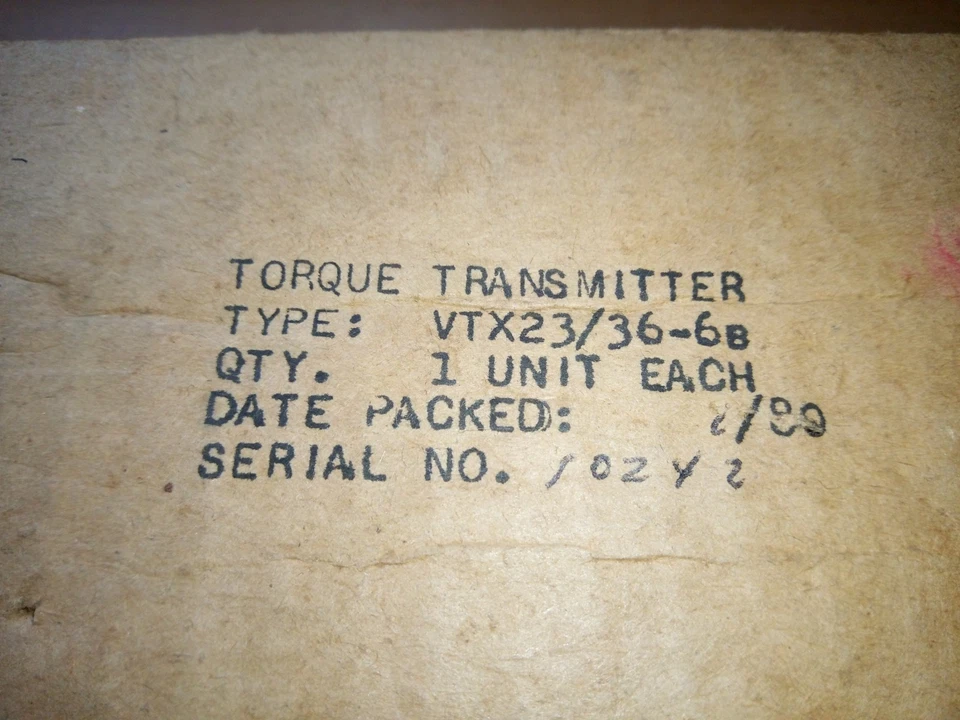 TORQUE TRANSMITTER
TYPE: VTX23/36-6B
QTY. 1 UNIT EACH
DATE PACKED:
SERIAL NO.